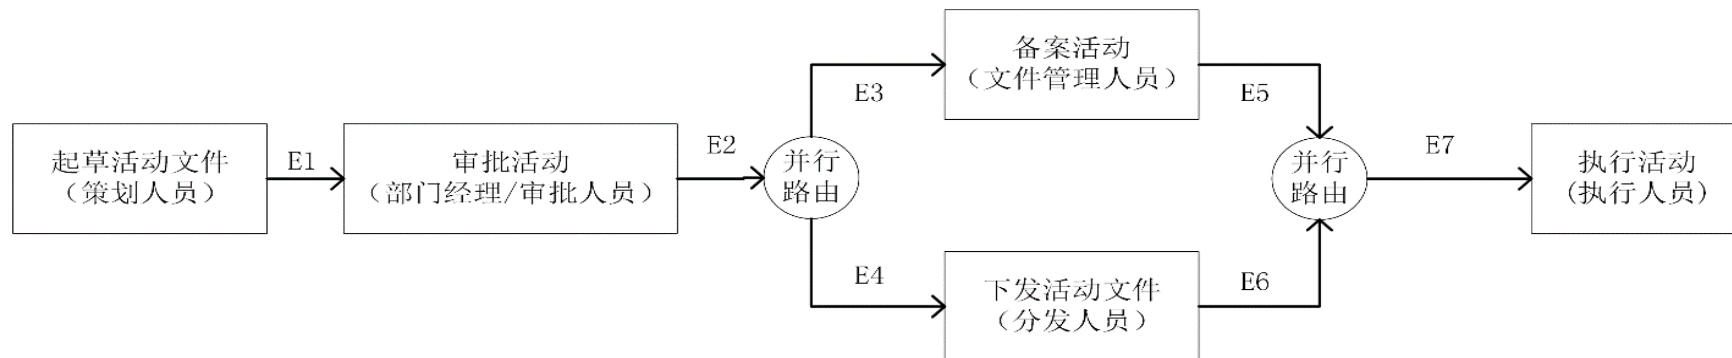 起草活动文件
（策划人员）
E1
审批活动
（部门经理/审批人员）
E2
并行
路由
E3
备案活动
（文件管理人员）
E5
E4
下发活动文件
（分发人员）
E6
并行
路由
E7
执行活动
(执行人员)